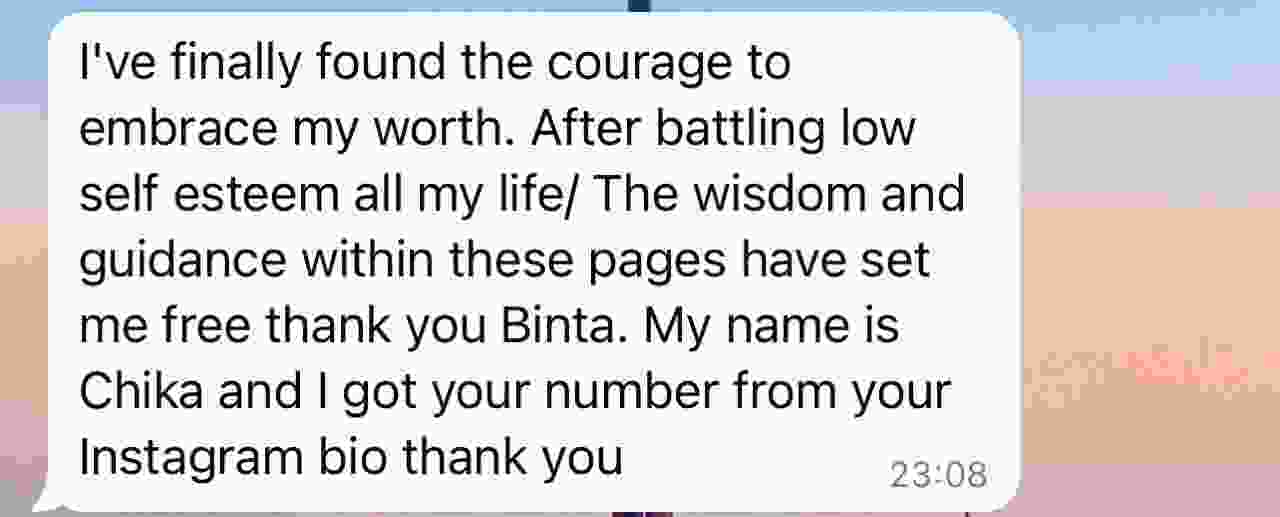 I've finally found the courage to
embrace my worth. After battling low
self esteem all my life/ The wisdom and
guidance within these pages have set
me free thank you Binta. My name is
Chika and I got your number from your
Instagram bio thank you
23:08